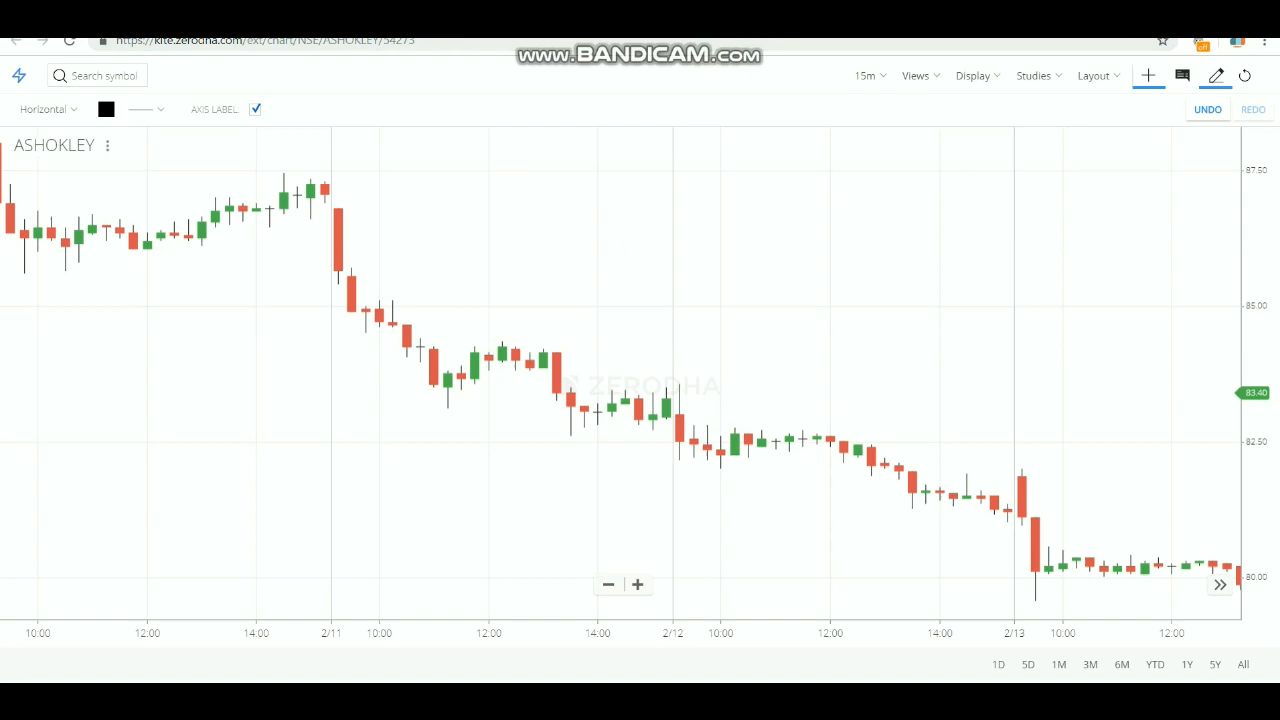 https://kite.zerodha.com/ext/chart/NSE/ASHOKLEY/54273
www.BANDICAM.com
off
Search symbol
15m Views Display Studies Layout
Horizontal AXIS LABEL: UNDO REDO
ASHOKLEY
87.50
85.00
ZERODHA
83.40
82.50
80.00
10:00 12:00 14:00 2/11 10:00 12:00 14:00 2/12 10:00 12:00 14:00 2/13 10:00 12:00
1D 5D 1M 3M 6M YTD 1Y 5Y All